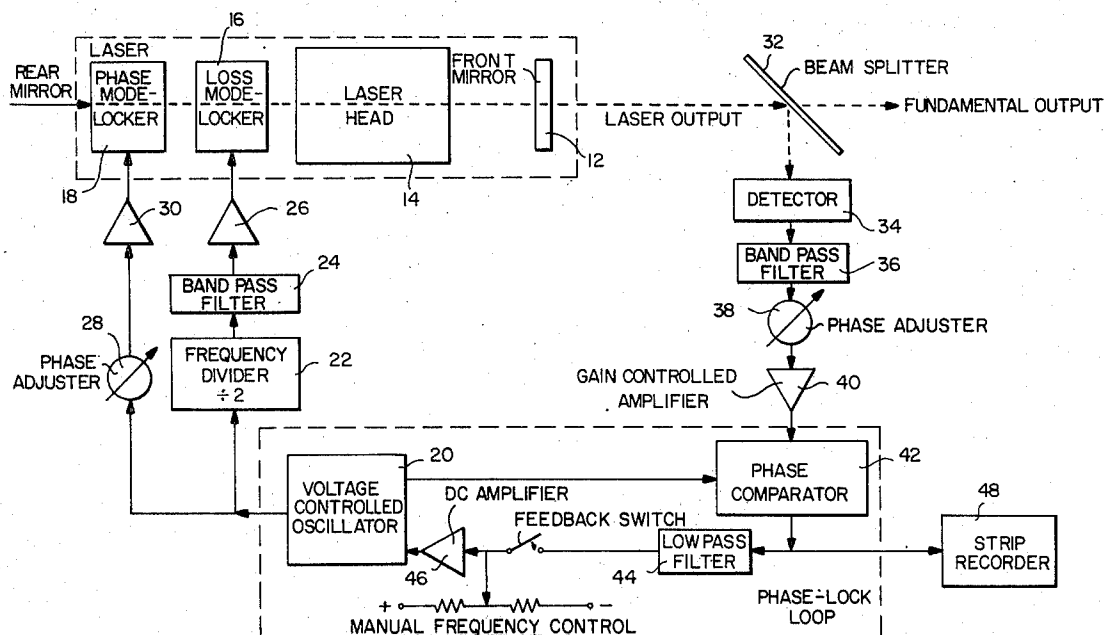 LASER
16
REAR
MIRROR
PHASE
MODE-
LOCKER
LOSS
MODE-
LOCKER
LASER
HEAD
FRONT
MIRROR
32
BEAM SPLITTER
LASER OUTPUT
FUNDAMENTAL OUTPUT
18
14
12
30
26
DETECTOR
34
BAND PASS
FILTER
24
BAND PASS
FILTER
36
38
PHASE ADJUSTER
28
PHASE
ADJUSTER
FREQUENCY
DIVIDER
÷2
22
GAIN CONTROLLED
AMPLIFIER
40
20
VOLTAGE
CONTROLLED
OSCILLATOR
PHASE
COMPARATOR
42
DC AMPLIFIER
FEEDBACK SWITCH
46
LOW PASS
FILTER
44
48
STRIP
RECORDER
+
-
PHASE-LOCK
LOOP
MANUAL FREQUENCY CONTROL